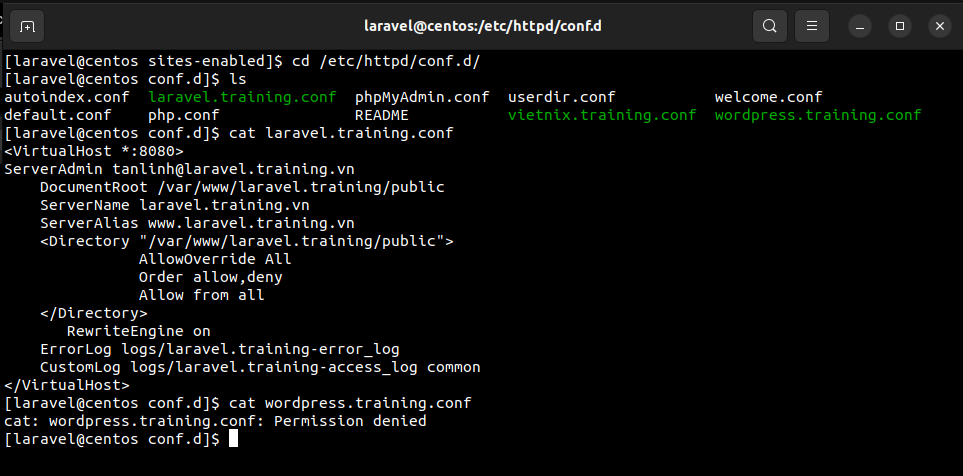 laravel@centos:/etc/httpd/conf.d
[laravel@centos sites-enabled]$ cd /etc/httpd/conf.d/
[laravel@centos conf.d]$ ls
autoindex.conf  laravel.training.conf  phpMyAdmin.conf  userdir.conf           welcome.conf
default.conf    php.conf               README           vietnix.training.conf  wordpress.training.conf
[laravel@centos conf.d]$ cat laravel.training.conf
<VirtualHost *:8080>
ServerAdmin tanlinh@laravel.training.vn
    DocumentRoot /var/www/laravel.training/public
    ServerName laravel.training.vn
    ServerAlias www.laravel.training.vn
    <Directory "/var/www/laravel.training/public">
               AllowOverride All
               Order allow,deny
               Allow from all
    </Directory>
       RewriteEngine on
    ErrorLog logs/laravel.training-error_log
    CustomLog logs/laravel.training-access_log common
</VirtualHost>
[laravel@centos conf.d]$ cat wordpress.training.conf
cat: wordpress.training.conf: Permission denied
[laravel@centos conf.d]$